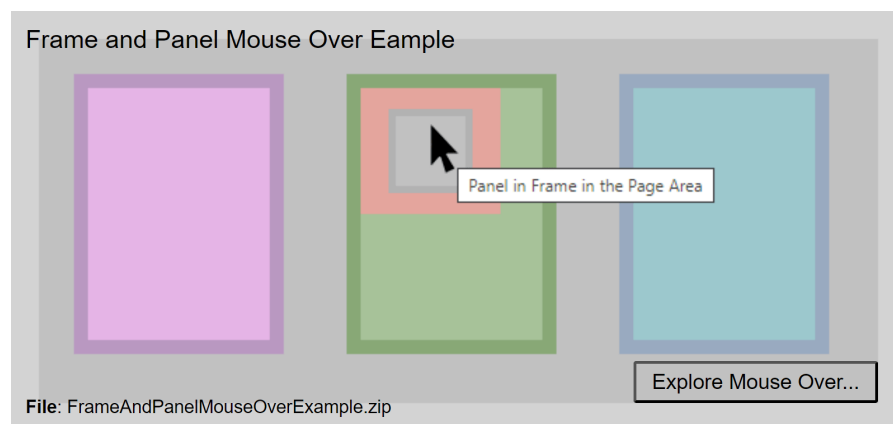 Frame and Panel Mouse Over Eample
Panel in Frame in the Page Area
Explore Mouse Over...
File: FrameAndPanelMouseOverExample.zip